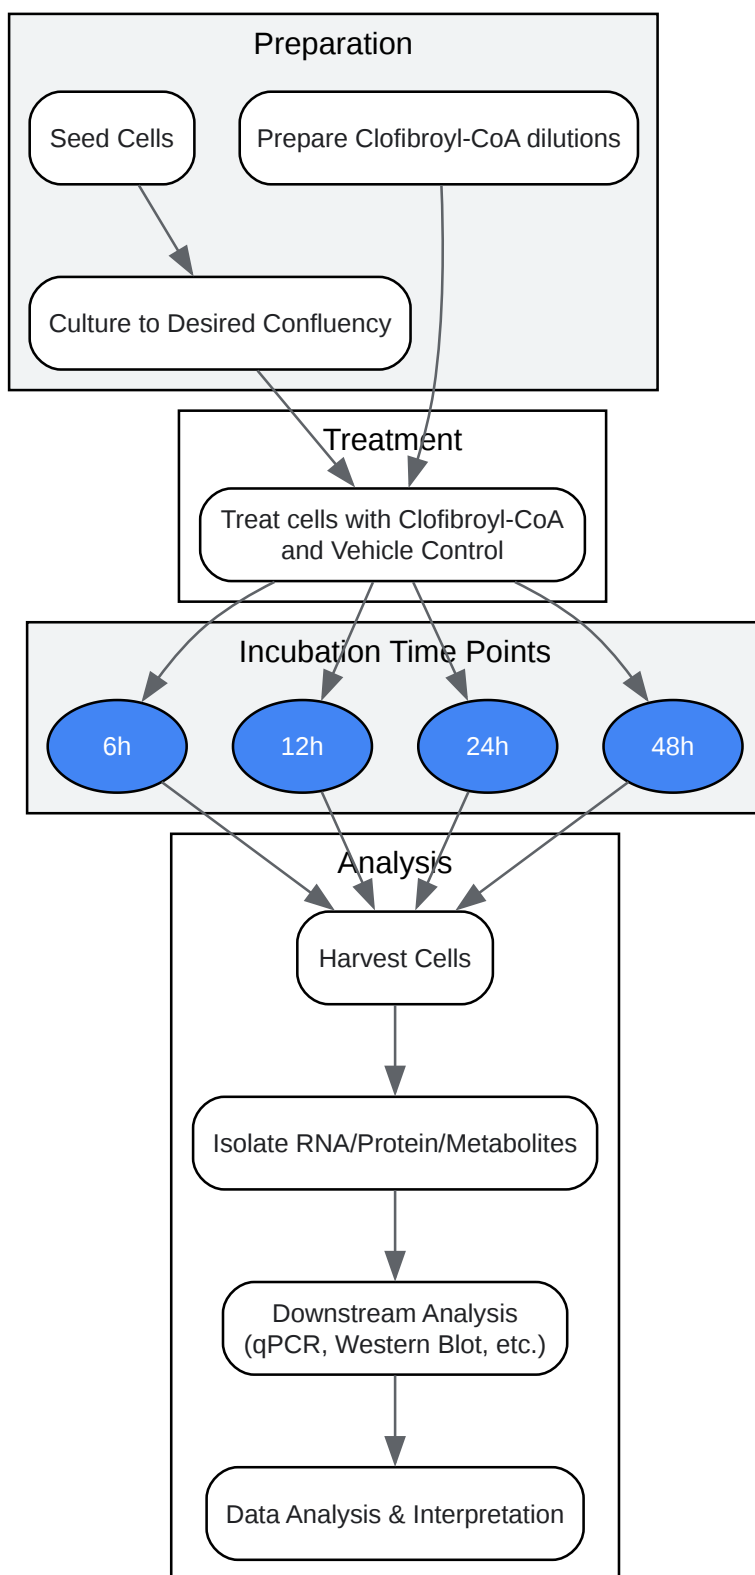 Preparation
Seed Cells
Prepare Clofibroyl-CoA dilutions
Culture to Desired Confluency
Treatment
Treat cells with Clofibroyl-CoA
and Vehicle Control
Incubation Time Points
6h
12h
24h
48h
Analysis
Harvest Cells
Isolate RNA/Protein/Metabolites
Downstream Analysis
(qPCR, Western Blot, etc.)
Data Analysis & Interpretation